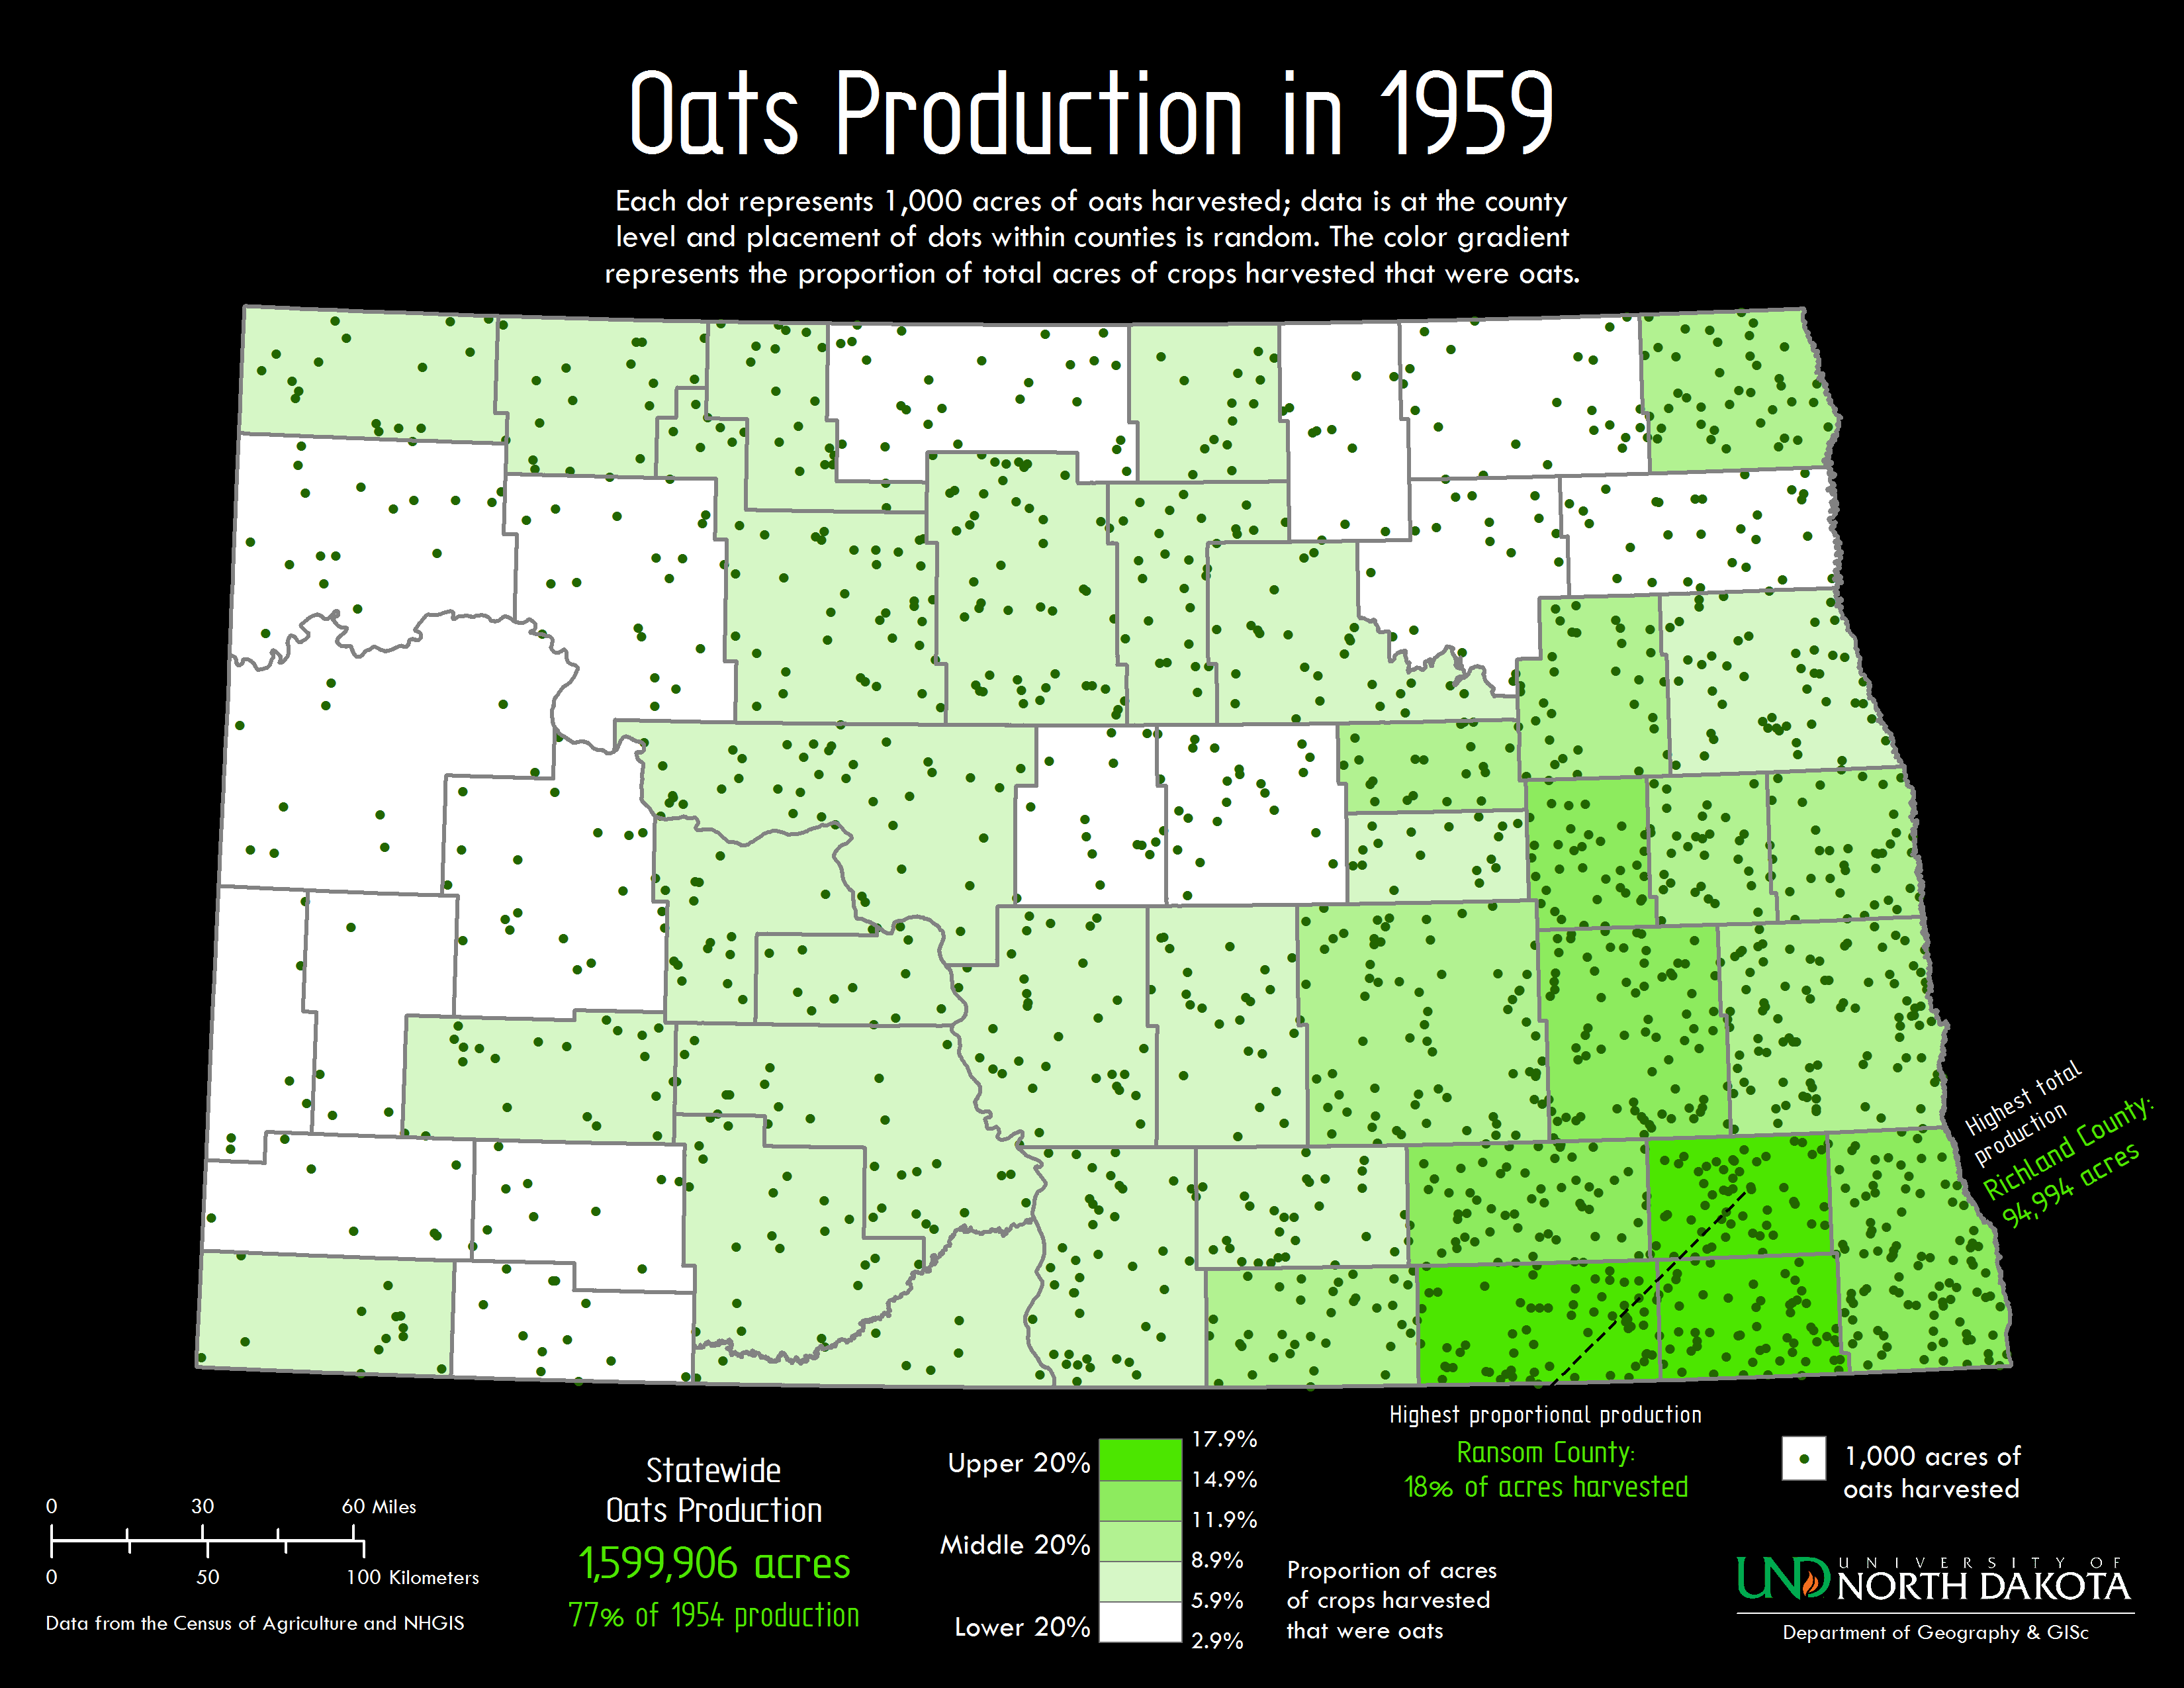 Oats Production in 1959
Each dot represents 1,000 acres of oats harvested; data is at the county
level and placement of dots within counties is random. The color gradient
represents the proportion of total acres of crops harvested that were oats.
Highest total
production
Richland County:
94,994 acres
Highest proportional production
Ransom County:
18% of acres harvested
1,000 acres of
oats harvested
Statewide
Oats Production
1,599,906 acres
77% of 1954 production
Upper 20%
Middle 20%
Lower 20%
17.9%
14.9%
11.9%
8.9%
5.9%
2.9%
Proportion of acres
of crops harvested
that were oats
0 30 60 Miles
0 50 100 Kilometers
Data from the Census of Agriculture and NHGIS
UND UNIVERSITY OF
NORTH DAKOTA
Department of Geography & GISc